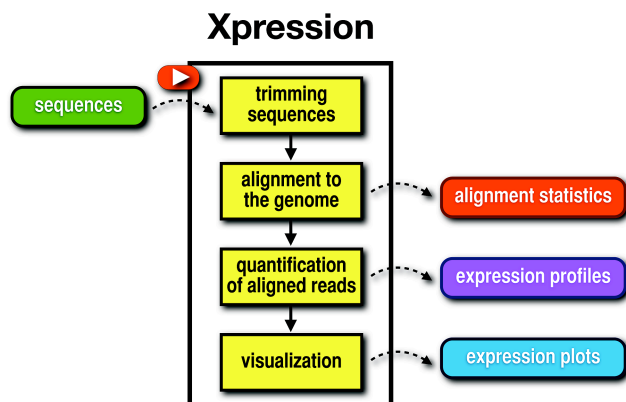 Xpression
sequences
trimming
sequences
alignment to
the genome
alignment statistics
quantification
of aligned reads
expression profiles
visualization
expression plots